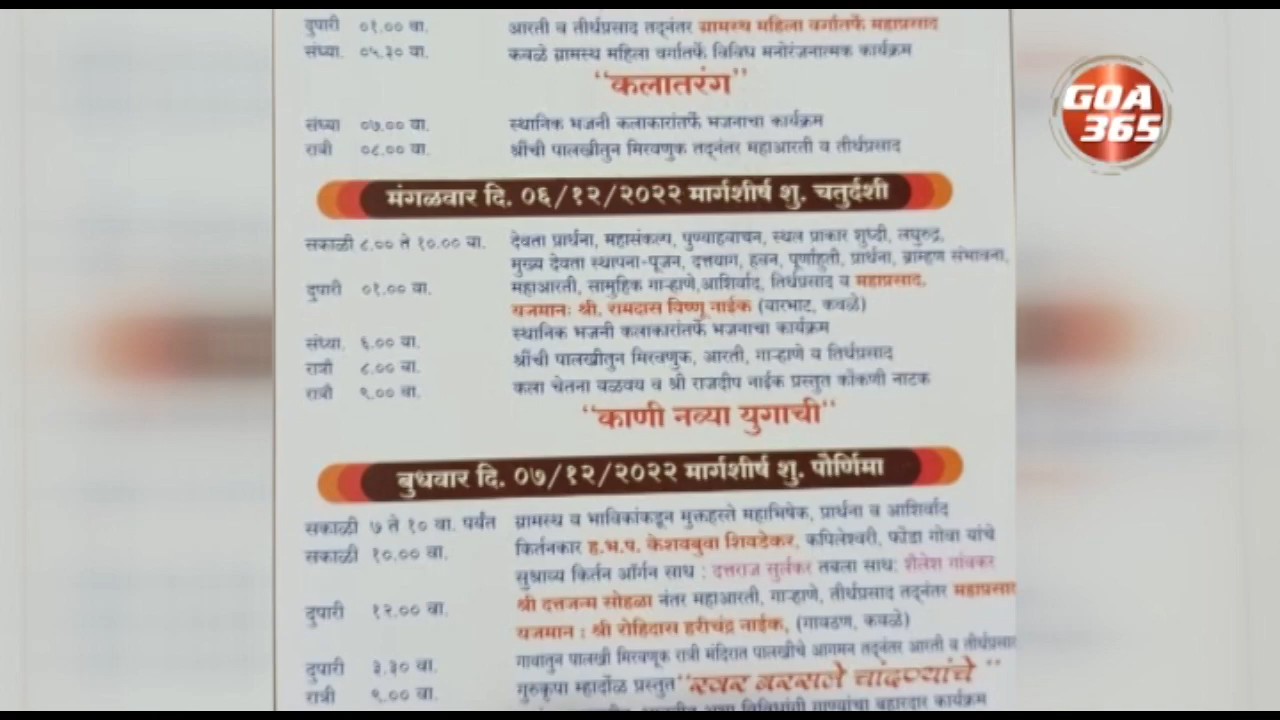 दुपारी ०१.०० वा. आरती व तीर्थप्रसाद तद्नंतर ग्रामस्थ महिला वर्गातर्फे महाप्रसाद
संध्या. ०५.३० वा. कवळे ग्रामस्थ महिला वर्गातर्फे विविध मनोरंजनात्मक कार्यक्रम
"कलातरंग"
GOA
365
संध्या ०७.०० वा. स्थानिक भजनी कलाकारांतर्फे भजनाचा कार्यक्रम
रात्री ०८.०० वा. श्रींची पालखीतुन मिरवणुक तद्नंतर महाआरती व तीर्थप्रसाद
मंगळवार दि. ०६/१२/२०२२ मार्गशीर्ष शु. चतुर्दशी
सकाळी ८.०० ते १०.०० वा. देवता प्रार्थना, महासंकल्प, पुण्याहवाचन, स्थल प्राकार शुध्दी, लघुरुद्र,
मुख्य देवता स्थापना-पूजन, दत्तयाग, हवन, पूर्णाहुती, प्रार्थना, ब्राम्हण संभावना,
दुपारी ०१.०० वा. महाआरती, सामुहिक गाऱ्हाणे,आशिर्वाद, तिर्थप्रसाद व महाप्रसाद,
यजमानः श्री. रामदास विष्णू नाईक (वारभाट, कवळे)
संध्या. ६.०० वा. स्थानिक भजनी कलाकारांतर्फे भजनाचा कार्यक्रम
रात्री ८.०० वा. श्रींची पालखीतुन मिरवणुक, आरती, गाऱ्हाणे व तिर्थप्रसाद
रात्री ९.०० वा. कला चेतना वळवय व श्री राजदीप नाईक प्रस्तुत कोंकणी नाटक
"काणी नव्या युगाची"
बुधवार दि. ०७/१२/२०२२ मार्गशीर्ष शु. पौर्णिमा
सकाळी ७ ते १० वा. पर्यंत ग्रामस्थ व भाविकांकडून मुक्तहस्ते महाभिषेक, प्रार्थना व आशिर्वाद
सकाळी १०.०० वा. किर्तनकार ह.भ.प. केशवबुवा शिवडेकर, कपिलेश्वरी, फोंडा गोवा यांचे
सुश्राव्य किर्तन ऑर्गन साथ : दत्तराज सुर्लकर तबला साथ: शैलेश गांवकर
दुपारी १२.०० वा. श्री दत्तजन्म सोहळा नंतर महाआरती, गाऱ्हाणे, तीर्थप्रसाद तद्नंतर महाप्रसाद
यजमान : श्री रोहिदास हरीचंद्र नाईक, (गावठण, कवळे)
दुपारी ३.३० वा. गावातुन पालखी मिरवणूक रात्री मंदिरात पालखीचे आगमन तद्नंतर आरती व तीर्थप्रसाद
रात्री ९.०० वा. गुरुकृपा म्हार्दोळ प्रस्तुत "स्वर बरसले चांदण्यांचे"
गाण्यांचा बहारदार कार्यक्रम